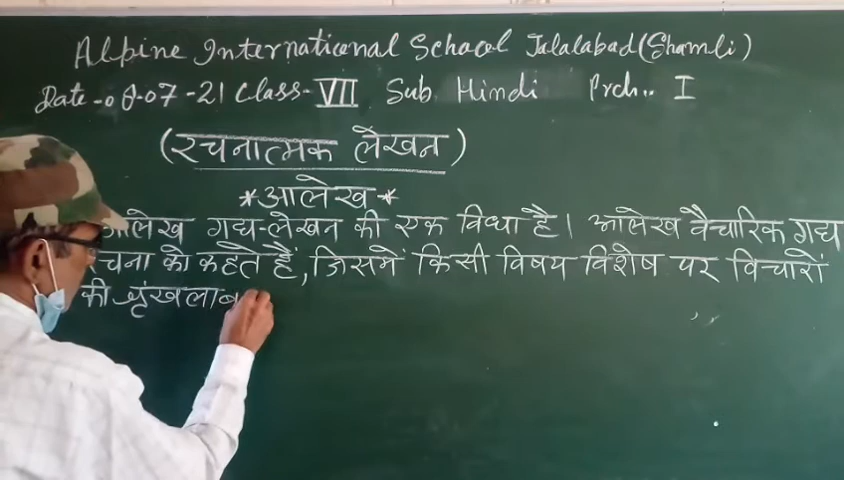 Alpine International School Jalalabad (Shamli)
Date - 08-07-21 Class - VII Sub. Hindi Prch.. I
(रचनात्मक लेखन)
*आलेख*
आलेख गद्य-लेखन की एक विधा है। आलेख वैचारिक गद्य
रचना को कहते हैं, जिसमें किसी विषय विशेष पर विचारों
की शृंखलाब